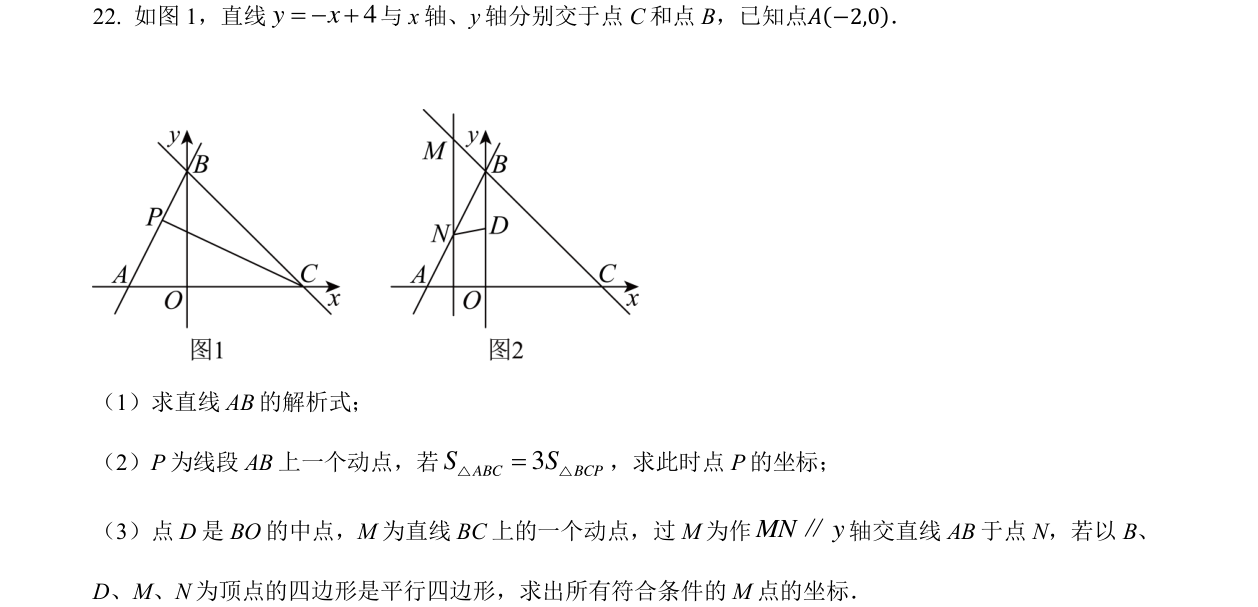 22. 如图 1，直线 y＝−x＋4 与 x 轴、y 轴分别交于点 C 和点 B，已知点A(−2,0)．
y B P A O C x
M y B N D A O C x
图1 图2
（1）求直线 AB 的解析式；
（2）P 为线段 AB 上一个动点，若 S△ABC ＝3S△BCP ，求此时点 P 的坐标；
（3）点 D 是 BO 的中点，M 为直线 BC 上的一个动点，过 M 为作 MN ∥ y 轴交直线 AB 于点 N，若以 B、
D、M、N 为顶点的四边形是平行四边形，求出所有符合条件的 M 点的坐标．